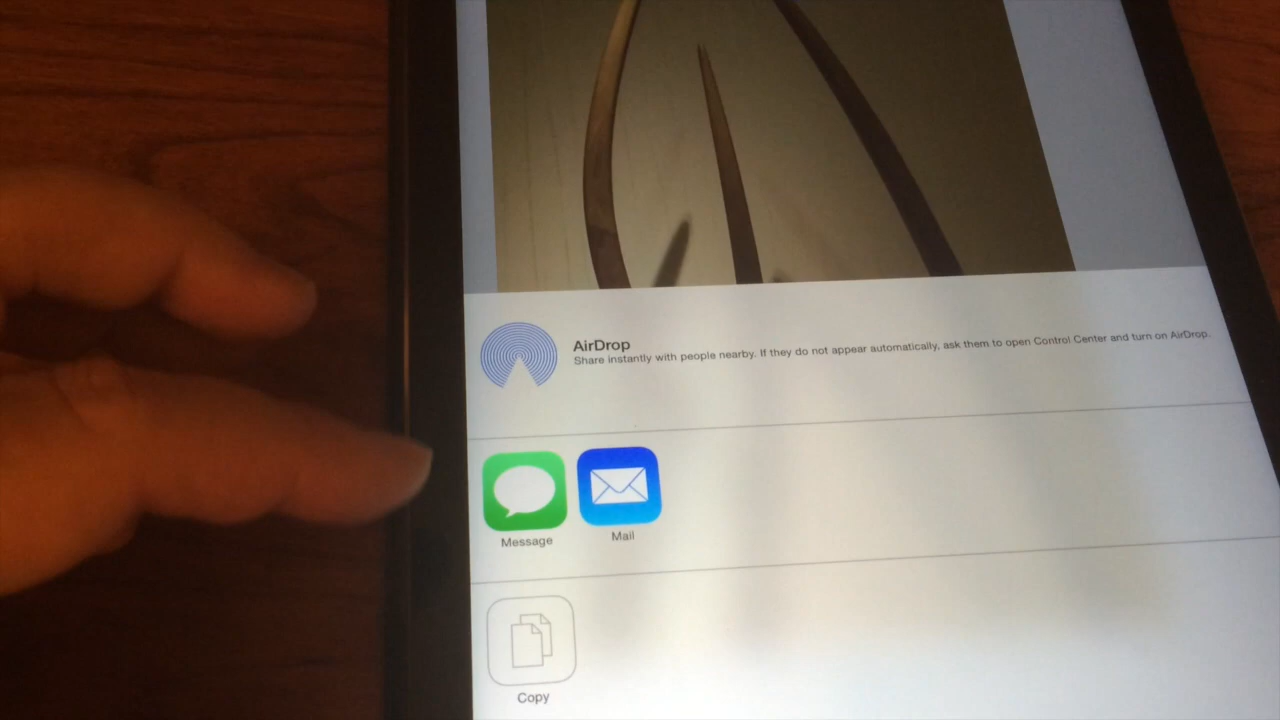 AirDrop
Share instantly with people nearby. If they do not appear automatically, ask them to open Control Center and turn on AirDrop.
Message
Mail
Copy